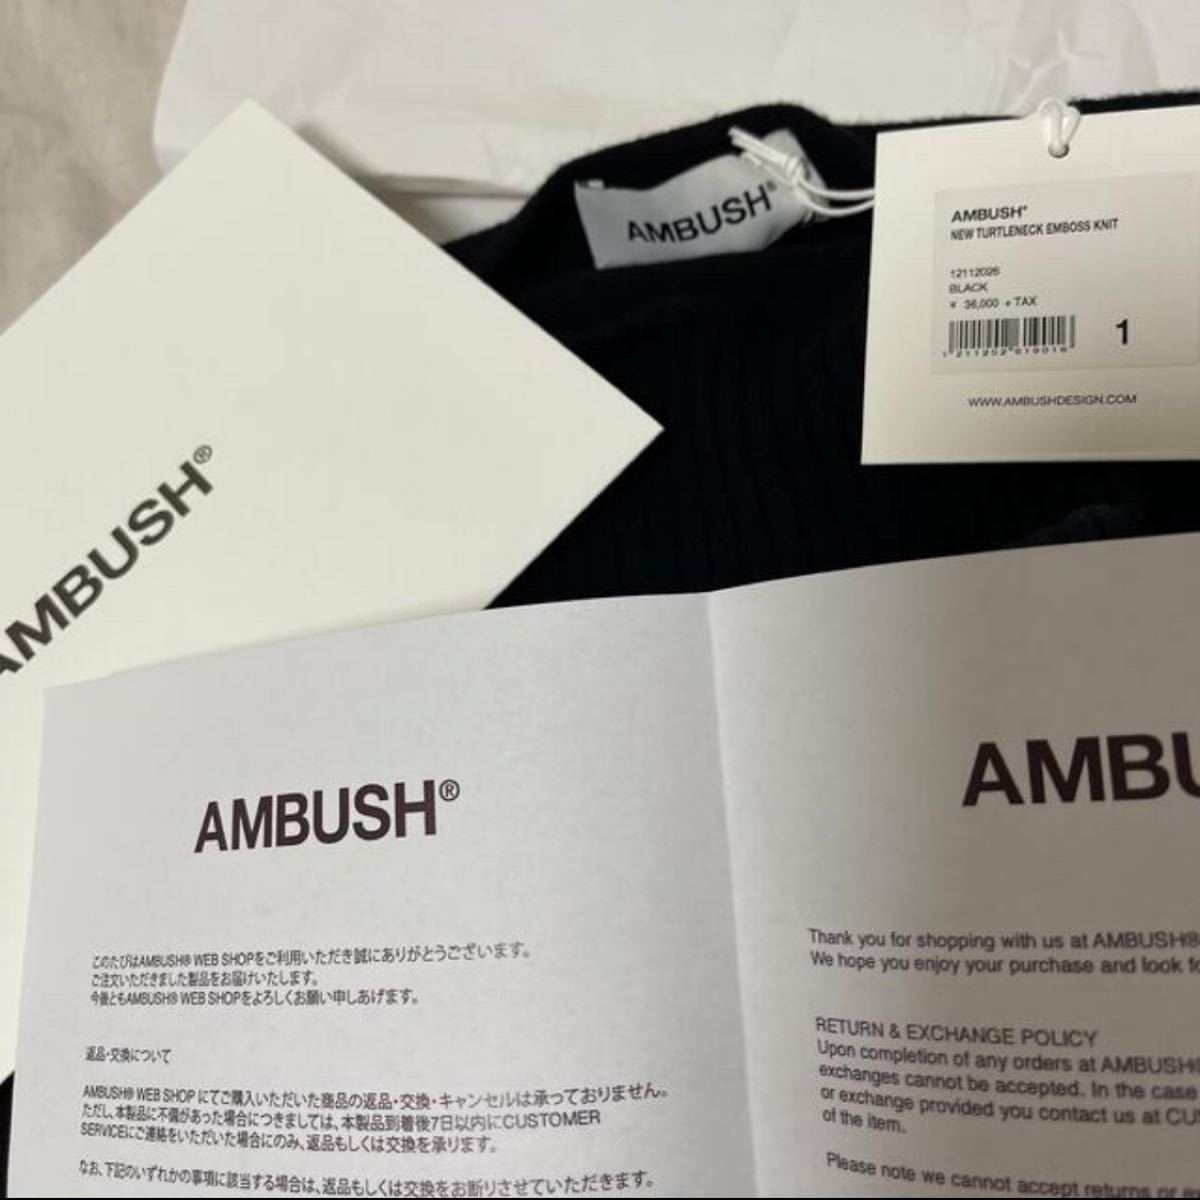 AMBUSH®
AMBUSH®
NEW TURTLENECK EMBOSS KNIT
12112026
BLACK
¥ 36,000 + TAX
1 211202 619016
1
WWW.AMBUSHDESIGN.COM
AMBUSH®
AMBUSH®
このたびはAMBUSH® WEB SHOPをご利用いただき誠にありがとうございます。
ご注文いただきました製品をお届けいたします。
今後ともAMBUSH® WEB SHOPをよろしくお願い申しあげます。
返品・交換について
AMBUSH® WEB SHOP にてご購入いただいた商品の返品・交換・キャンセルは承っておりません。
ただし、本製品に不備があった場合につきましては、本製品到着後7日以内にCUSTOMER
SERVICEにご連絡をいただいた場合にのみ、返品もしくは交換を承ります。
なお、下記のいずれかの事項に該当する場合は、返品もしくは交換をお断りさせていただきます。
AMBU
Thank you for shopping with us at AMBUSH®
We hope you enjoy your purchase and look fo
RETURN & EXCHANGE POLICY
Upon completion of any orders at AMBUSH®
exchanges cannot be accepted. In the case
or exchange provided you contact us at CU
of the item.
Please note we cannot accept returns or